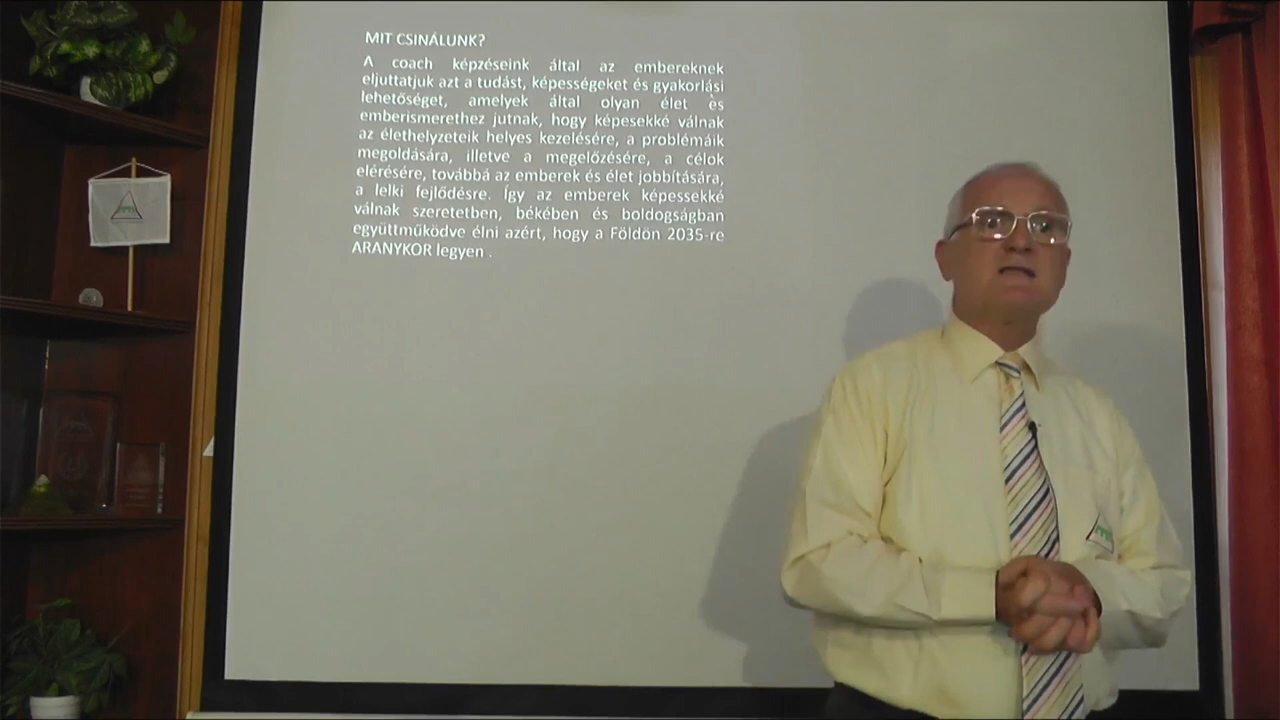 MIT CSINÁLUNK?
A coach képzéseink által az embereknek
eljuttatjuk azt a tudást, képességeket és gyakorlási
lehetőséget, amelyek által olyan élet ès
emberismerethez jutnak, hogy képesekké válnak
az élethelyzeteik helyes kezelésére, a problémáik
megoldására, illetve a megelőzésére, a célok
elérésére, továbbá az emberek és élet jobbítására,
a lelki fejlődésre. Így az emberek képessekké
válnak szeretetben, békében és boldogságban
együttműködve élni azért, hogy a Földön 2035-re
ARANYKOR legyen .